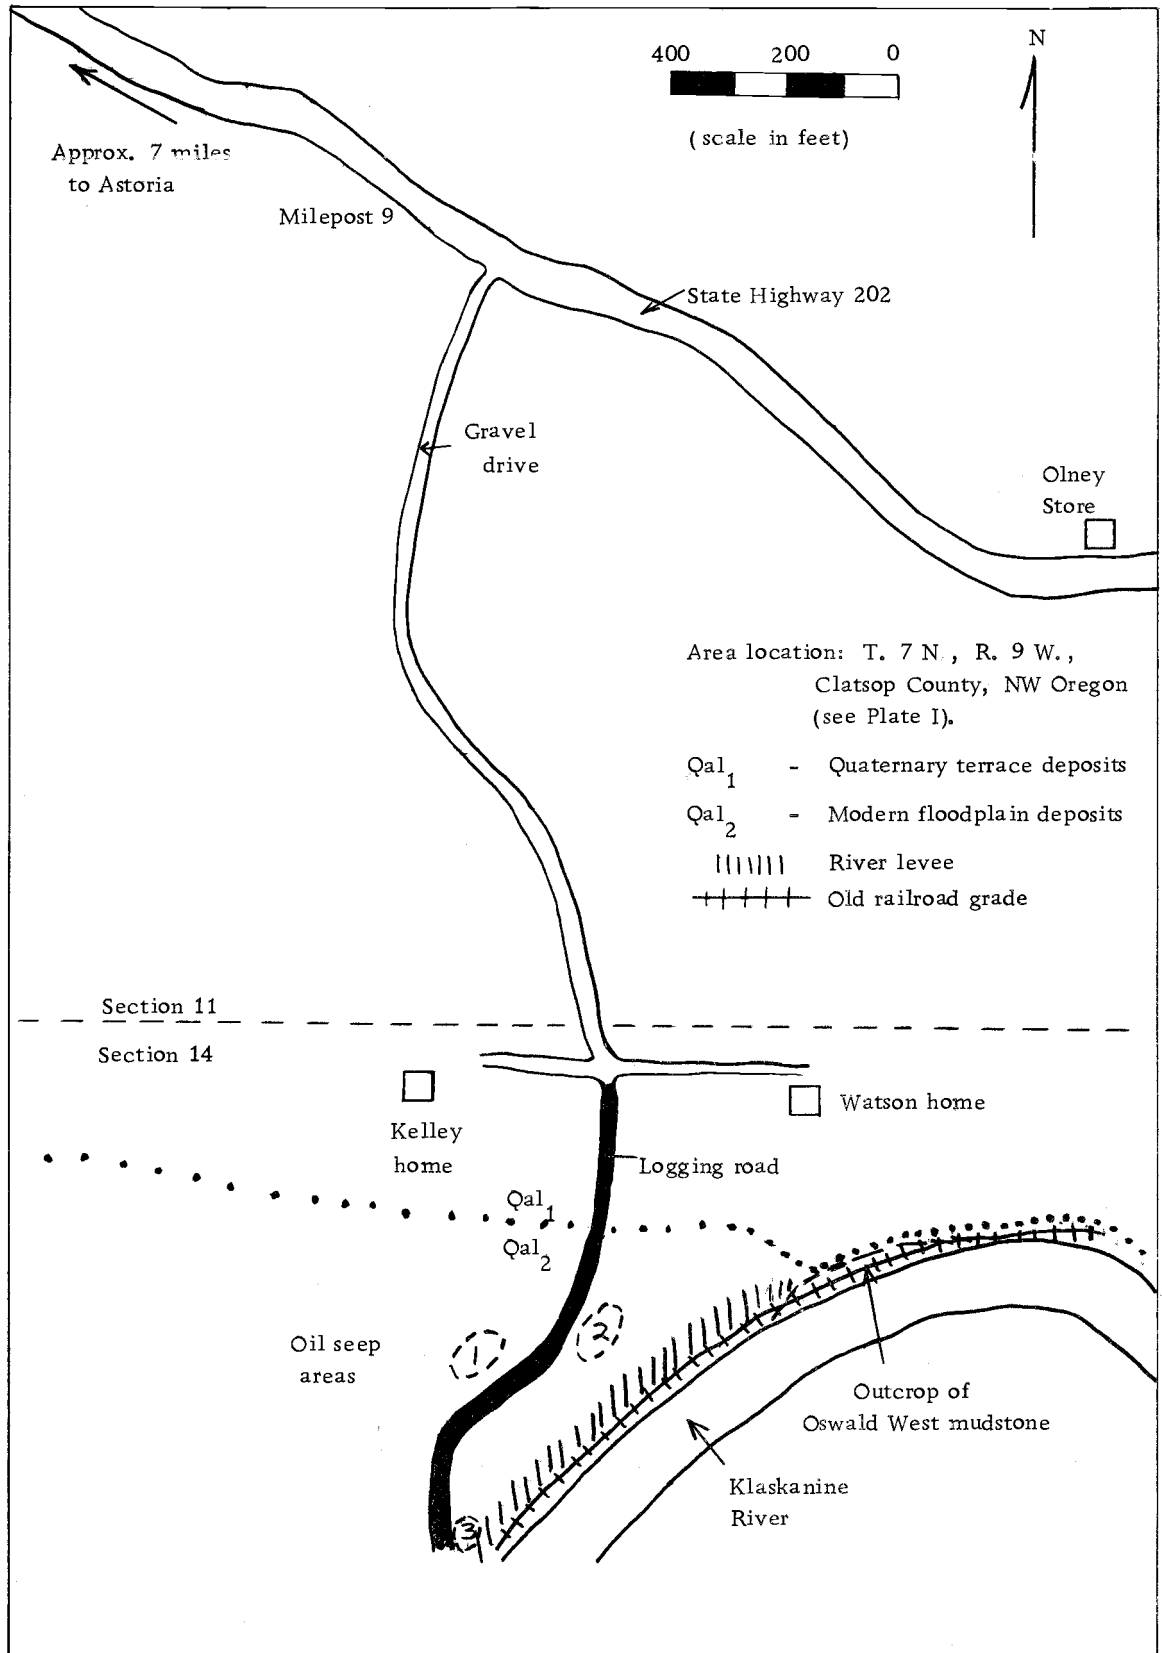 400 200 0
N
(scale in feet)
Approx. 7 miles
to Astoria
Milepost 9
State Highway 202
Gravel
drive
Olney
Store
Area location: T. 7 N., R. 9 W.,
Clatsop County, NW Oregon
(see Plate I).
Qal1 - Quaternary terrace deposits
Qal2 - Modern floodplain deposits
River levee
Old railroad grade
Section 11
Section 14
Kelley
home
Watson home
Logging road
Qal1
Qal2
1
2
Oil seep
areas
Outcrop of
Oswald West mudstone
Klaskanine
River
3